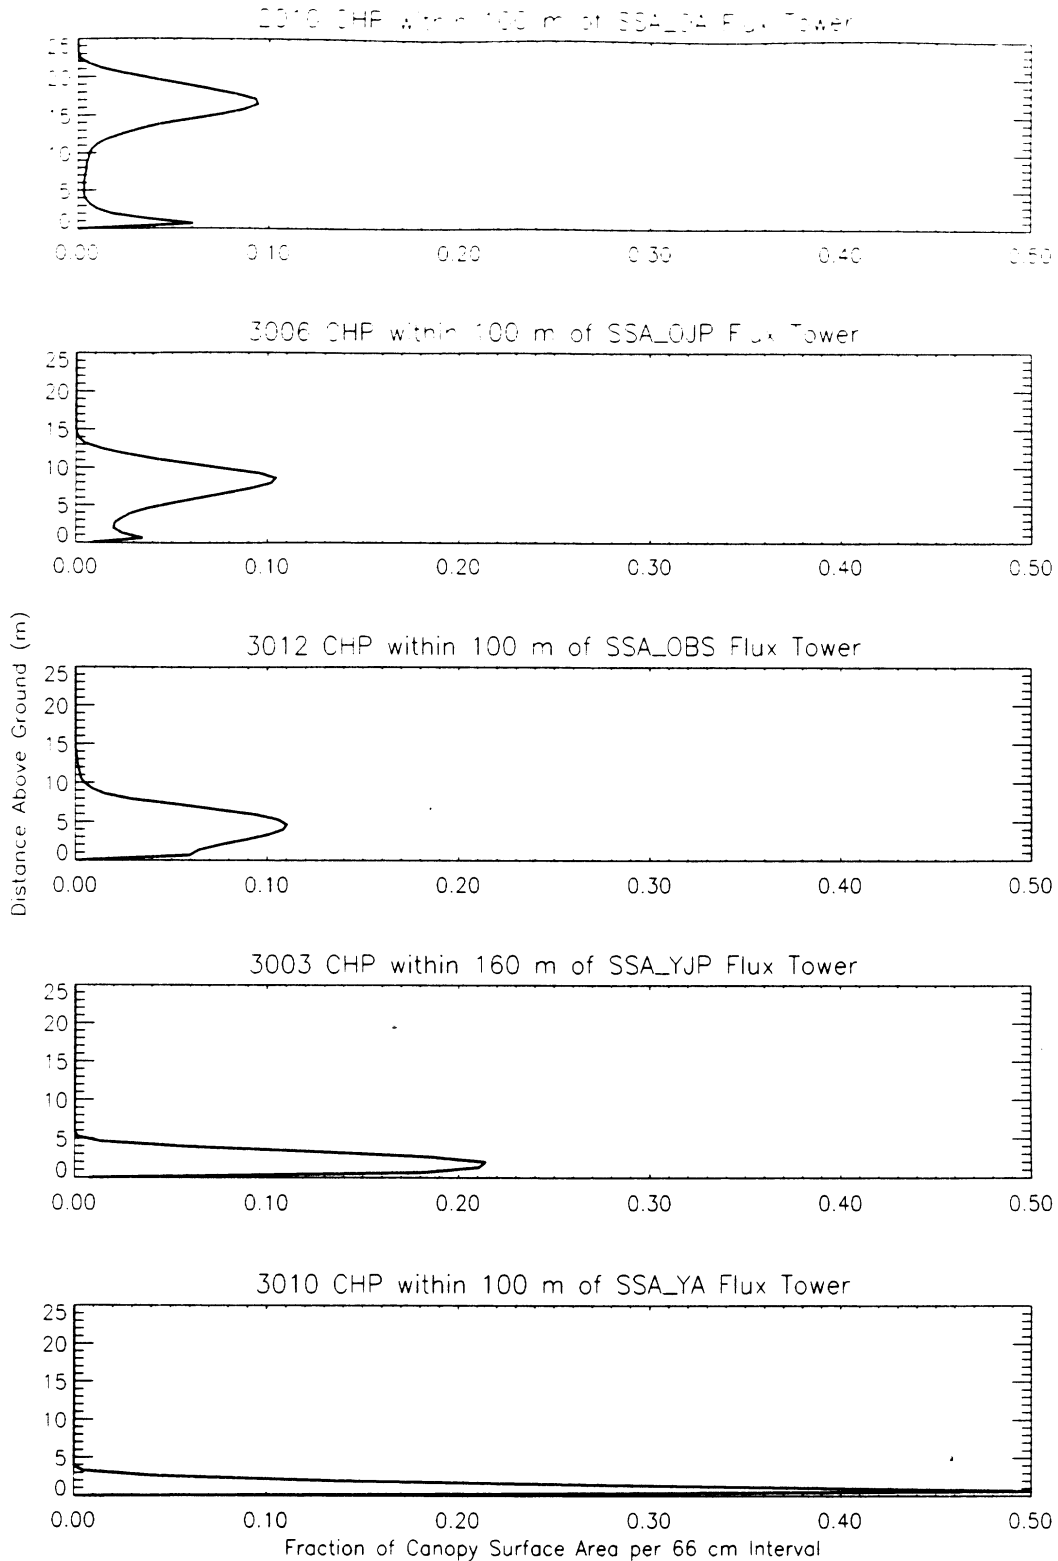 CHP within 100 m of SSA_OA Flux Tower
25
20
15
10
5
0
0.00 0.10 0.20 0.30 0.40 0.50
3006 CHP within 100 m of SSA_OJP Flux Tower
25
20
15
10
5
0
0.00 0.10 0.20 0.30 0.40 0.50
Distance Above Ground (m)
3012 CHP within 100 m of SSA_OBS Flux Tower
25
20
15
10
5
0
0.00 0.10 0.20 0.30 0.40 0.50
3003 CHP within 160 m of SSA_YJP Flux Tower
25
20
15
10
5
0
0.00 0.10 0.20 0.30 0.40 0.50
3010 CHP within 100 m of SSA_YA Flux Tower
25
20
15
10
5
0
0.00 0.10 0.20 0.30 0.40 0.50
Fraction of Canopy Surface Area per 66 cm Interval